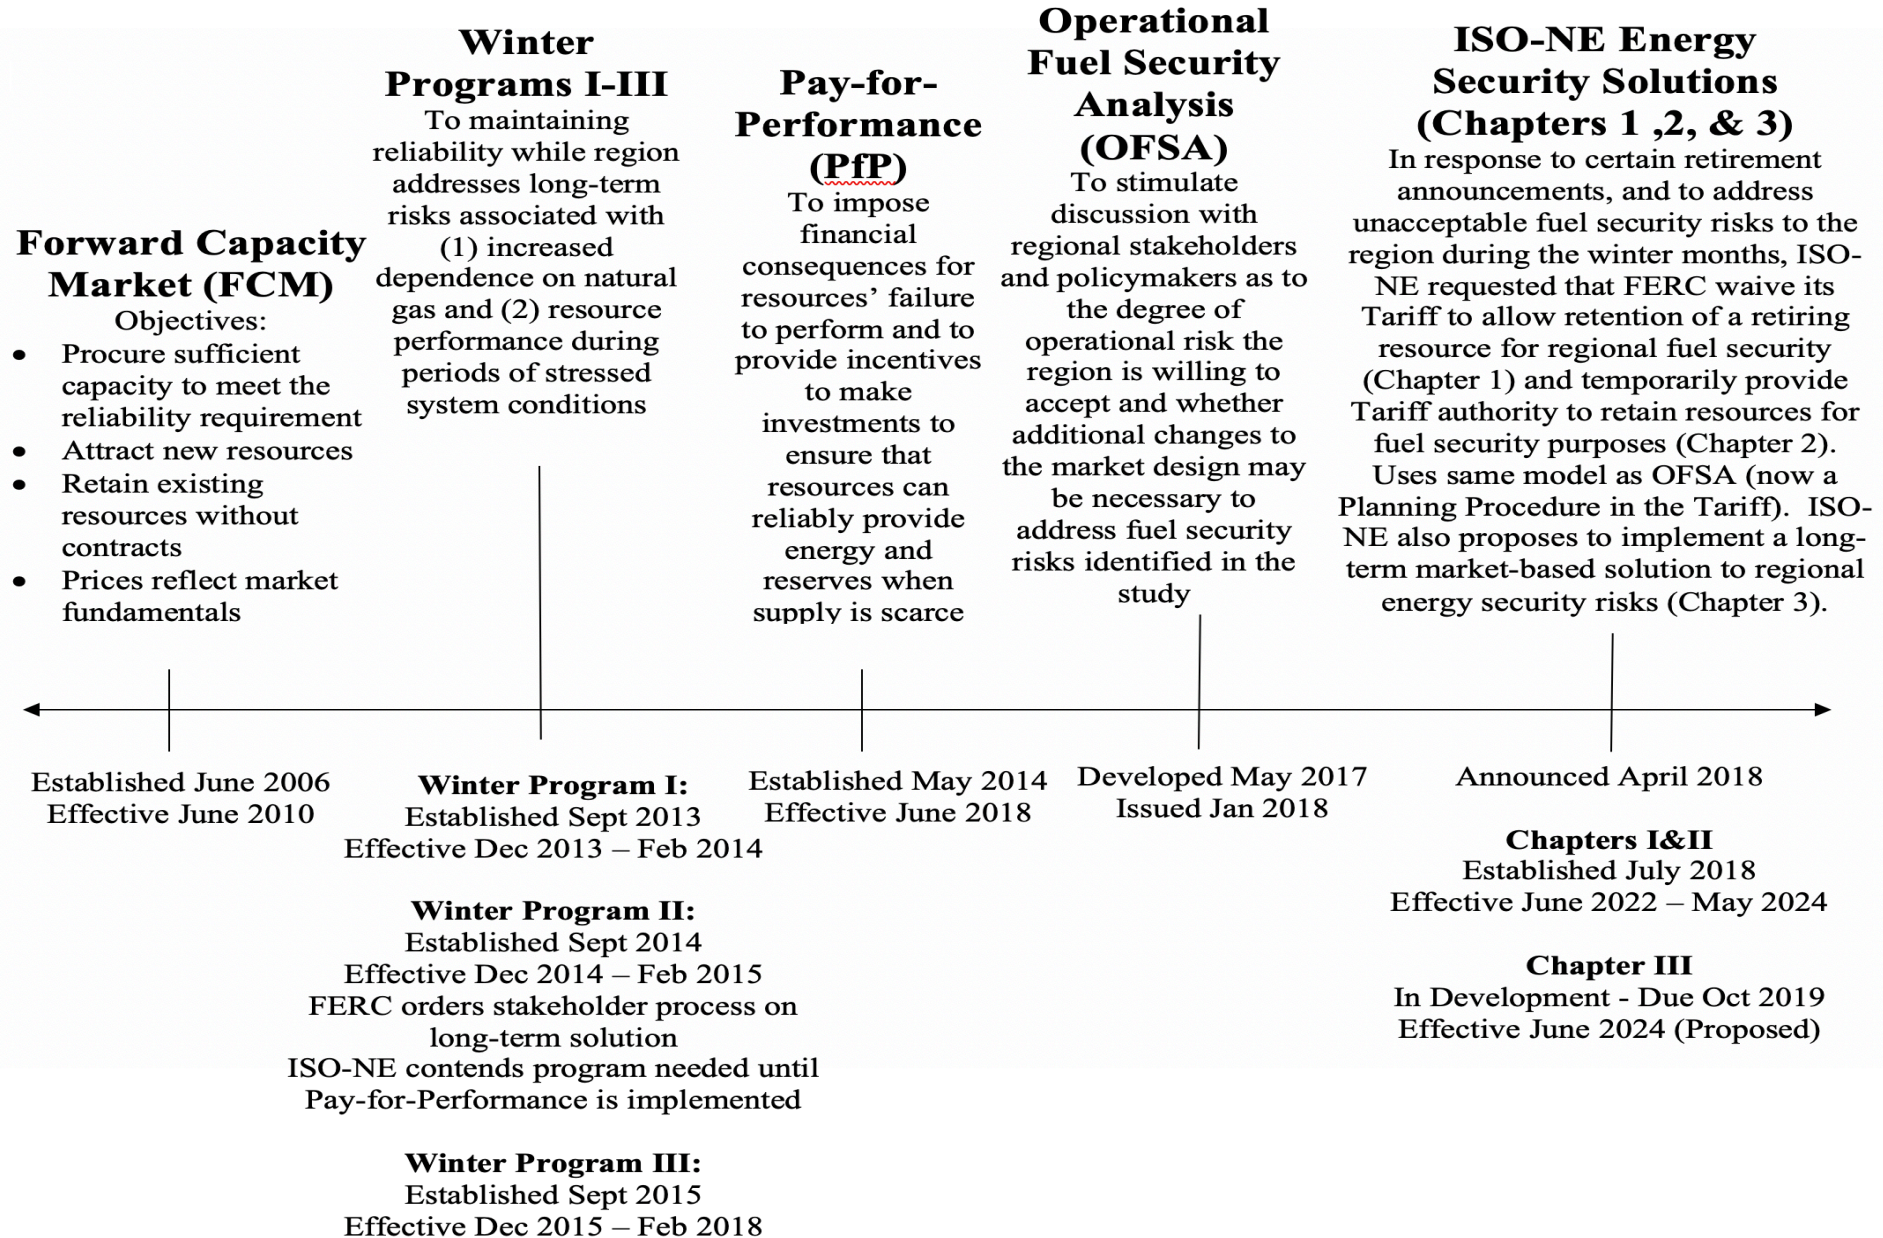 Forward Capacity
Market (FCM)
Objectives:
• Procure sufficient
capacity to meet the
reliability requirement
• Attract new resources
• Retain existing
resources without
contracts
• Prices reflect market
fundamentals
Winter
Programs I-III
To maintaining
reliability while region
addresses long-term
risks associated with
(1) increased
dependence on natural
gas and (2) resource
performance during
periods of stressed
system conditions
Pay-for-
Performance
(PfP)
To impose
financial
consequences for
resources’ failure
to perform and to
provide incentives
to make
investments to
ensure that
resources can
reliably provide
energy and
reserves when
supply is scarce
Operational
Fuel Security
Analysis
(OFSA)
To stimulate
discussion with
regional stakeholders
and policymakers as to
the degree of
operational risk the
region is willing to
accept and whether
additional changes to
the market design may
be necessary to
address fuel security
risks identified in the
study
ISO-NE Energy
Security Solutions
(Chapters 1 ,2, & 3)
In response to certain retirement
announcements, and to address
unacceptable fuel security risks to the
region during the winter months, ISO-
NE requested that FERC waive its
Tariff to allow retention of a retiring
resource for regional fuel security
(Chapter 1) and temporarily provide
Tariff authority to retain resources for
fuel security purposes (Chapter 2).
Uses same model as OFSA (now a
Planning Procedure in the Tariff).  ISO-
NE also proposes to implement a long-
term market-based solution to regional
energy security risks (Chapter 3).
Established June 2006
Effective June 2010
Winter Program I:
Established Sept 2013
Effective Dec 2013 – Feb 2014
Winter Program II:
Established Sept 2014
Effective Dec 2014 – Feb 2015
FERC orders stakeholder process on
long-term solution
ISO-NE contends program needed until
Pay-for-Performance is implemented
Winter Program III:
Established Sept 2015
Effective Dec 2015 – Feb 2018
Established May 2014
Effective June 2018
Developed May 2017
Issued Jan 2018
Announced April 2018
Chapters I&II
Established July 2018
Effective June 2022 – May 2024
Chapter III
In Development - Due Oct 2019
Effective June 2024 (Proposed)